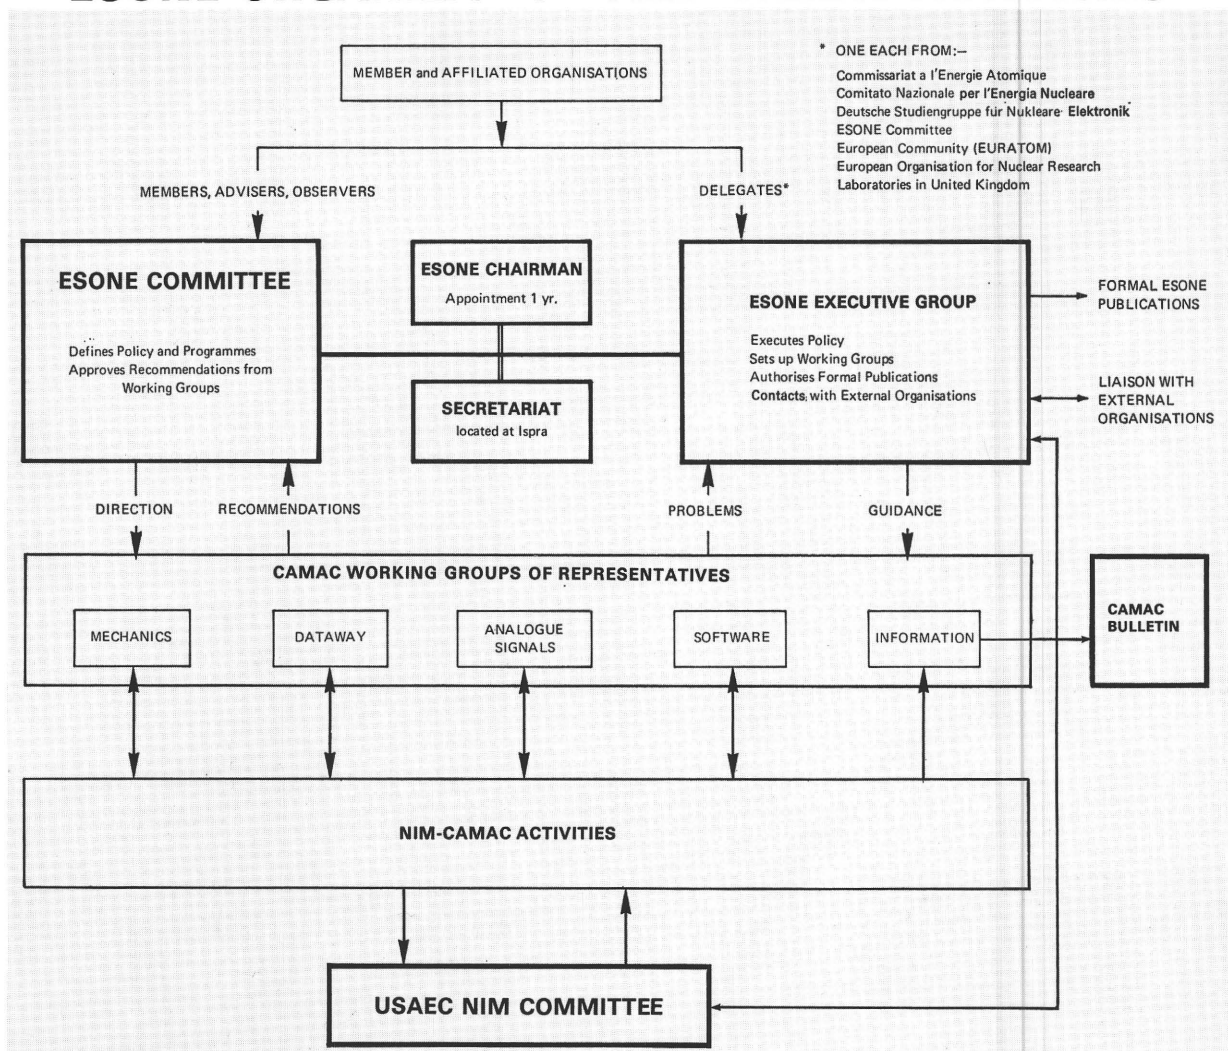 MEMBER and AFFILIATED ORGANISATIONS
* ONE EACH FROM:—
Commissariat a l'Energie Atomique
Comitato Nazionale per l'Energia Nucleare
Deutsche Studiengruppe für Nukleare Elektronik
ESONE Committee
European Community (EURATOM)
European Organisation for Nuclear Research
Laboratories in United Kingdom
MEMBERS, ADVISERS, OBSERVERS
DELEGATES*
ESONE COMMITTEE
Defines Policy and Programmes
Approves Recommendations from
Working Groups
ESONE CHAIRMAN
Appointment 1 yr.
SECRETARIAT
located at Ispra
ESONE EXECUTIVE GROUP
Executes Policy
Sets up Working Groups
Authorises Formal Publications
Contacts with External Organisations
FORMAL ESONE
PUBLICATIONS
LIAISON WITH
EXTERNAL
ORGANISATIONS
DIRECTION
RECOMMENDATIONS
PROBLEMS
GUIDANCE
CAMAC WORKING GROUPS OF REPRESENTATIVES
MECHANICS
DATAWAY
ANALOGUE
SIGNALS
SOFTWARE
INFORMATION
CAMAC
BULLETIN
NIM-CAMAC ACTIVITIES
USAEC NIM COMMITTEE